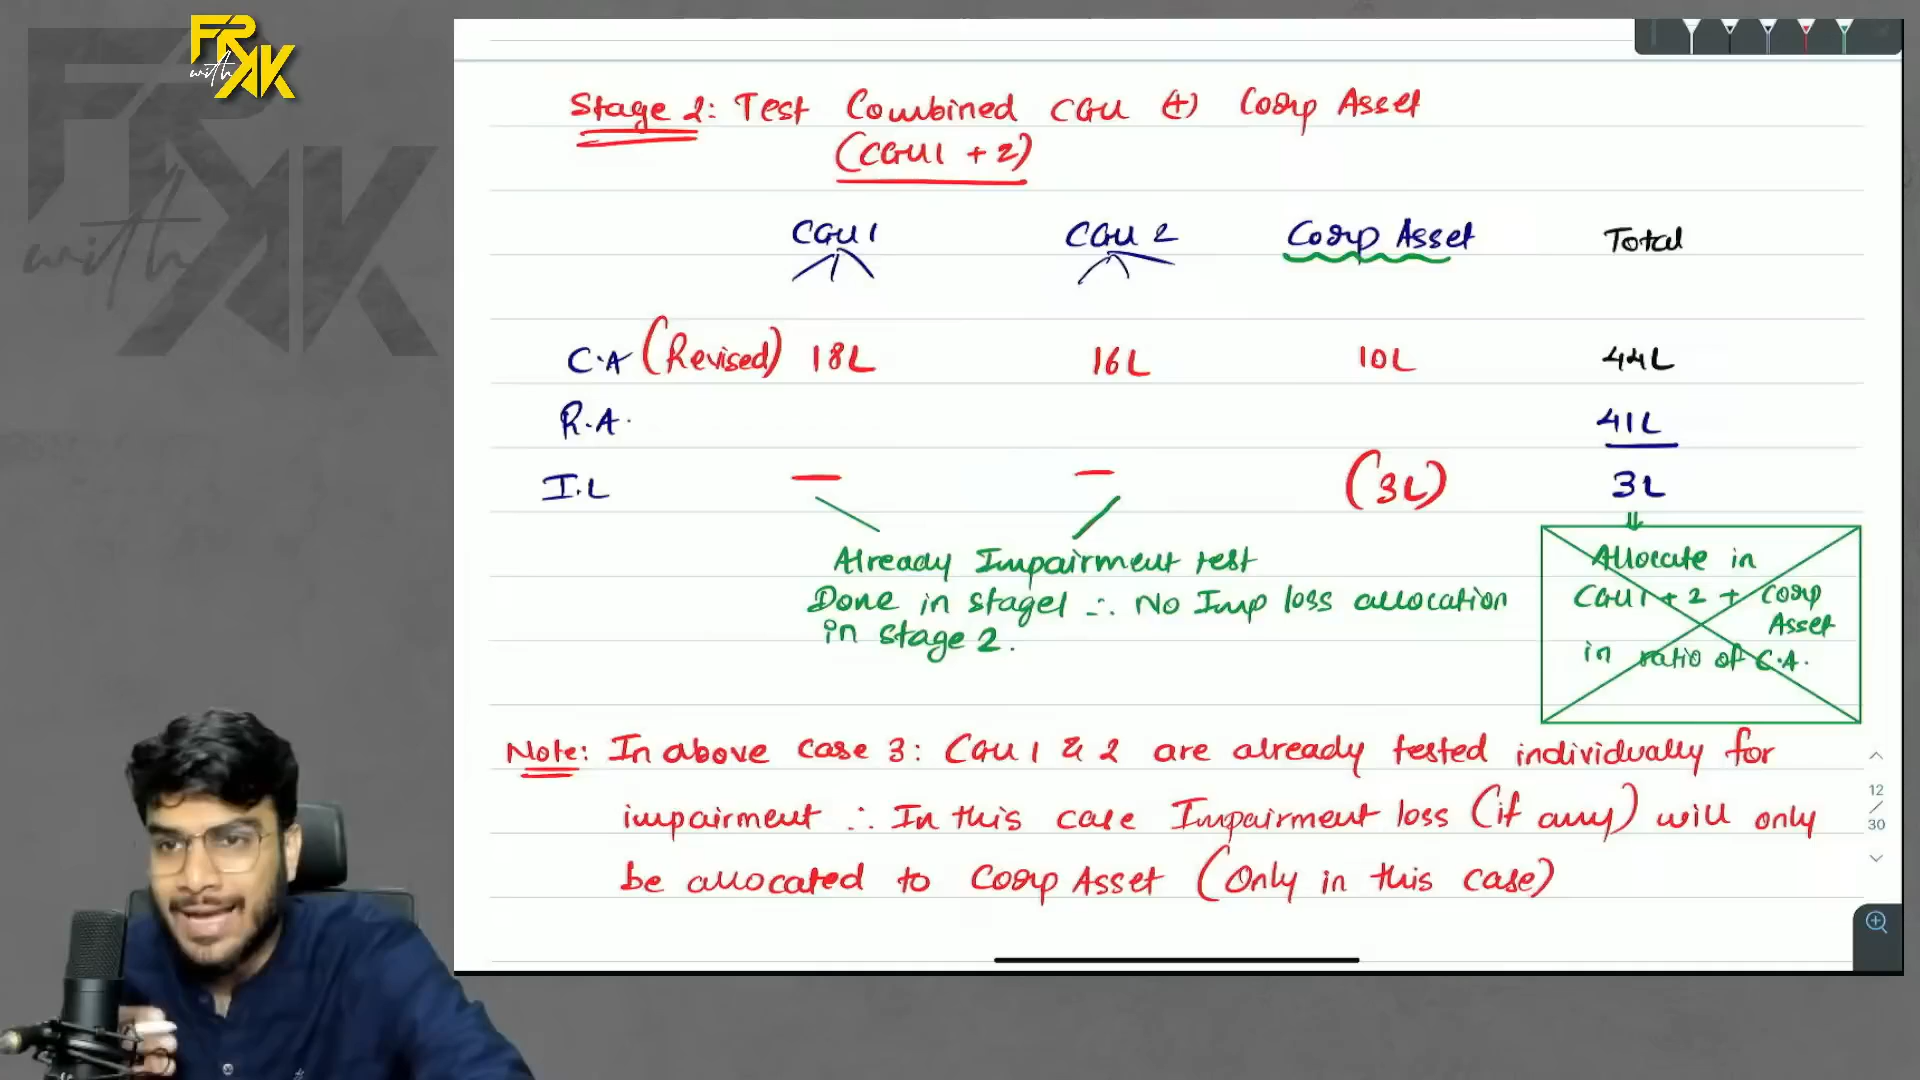 FR
with AK
FR
with AK
Stage 2: Test Combined CGU (+) Corp Asset
(CGU1 + 2)
CGU 1 CGU 2 Corp Asset Total
C.A (Revised) 18L 16L 10L 44L
R.A. 41L
I.L — — (3L) 3L
Already Impairment test
Done in stage1 ∴ No Imp loss allocation
in stage 2.
Allocate in
CGU1 + 2 + Corp
Asset
in ratio of C.A.
Note: In above case 3: CGU 1 & 2 are already tested individually for
impairment ∴ In this case Impairment loss (if any) will only
be allocated to Corp Asset (Only in this case)
12
/
30